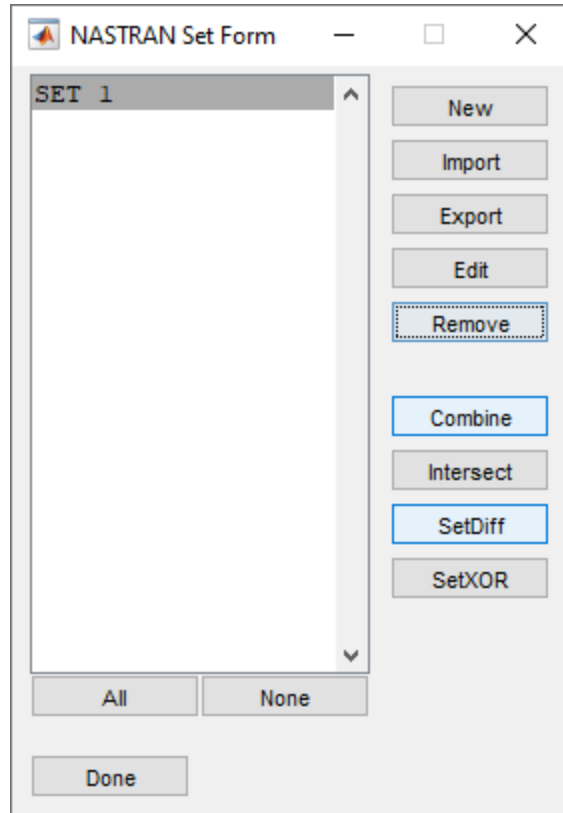 NASTRAN Set Form
SET 1
New
Import
Export
Edit
Remove
Combine
Intersect
SetDiff
SetXOR
All
None
Done